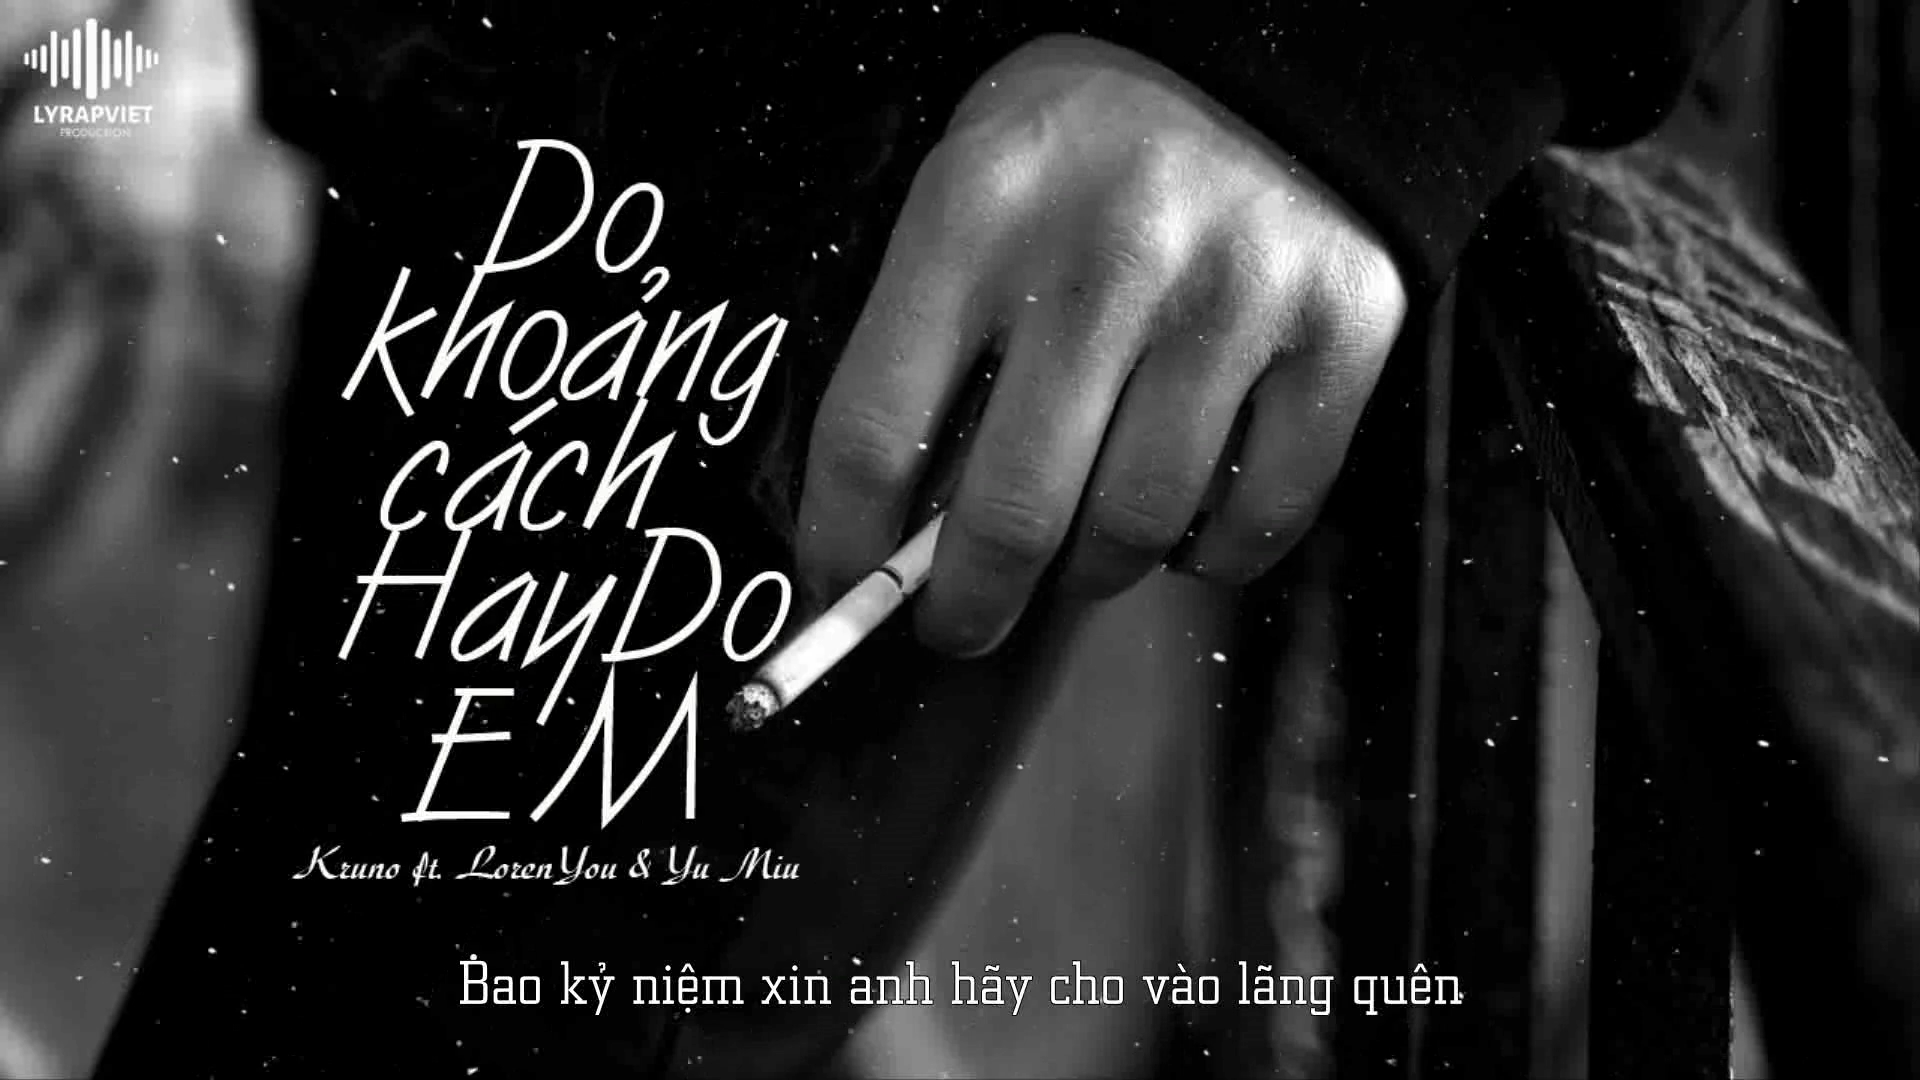 LYRAPVIET
PRODUCTION
Do
khoảng
cách
Hay Do
EM
Kruno ft. LorenYou & Yu Miu
Bao kỷ niệm xin anh hãy cho vào lãng quên